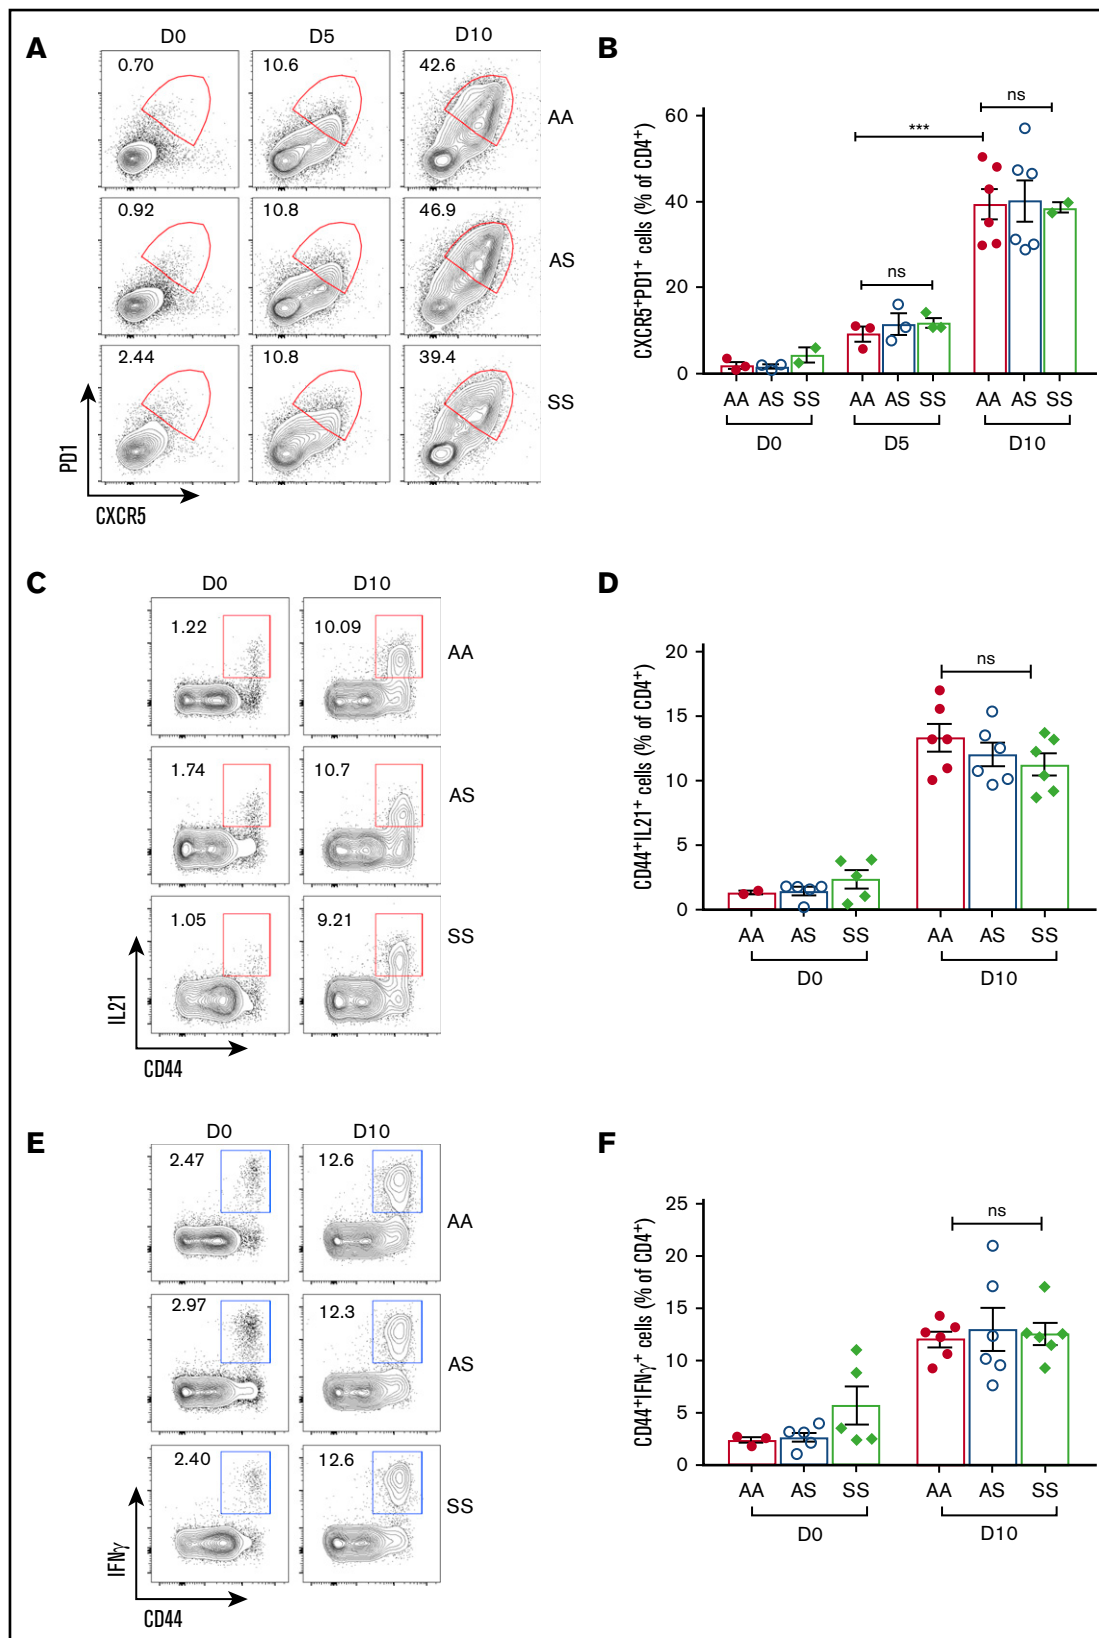 A
D0 D5 D10
0.70 10.6 42.6
AA
0.92 10.8 46.9
AS
2.44 10.8 39.4
SS
PD1
CXCR5
B
CXCR5+PD1+ cells (% of CD4+)
60
40
20
0
ns
***
ns
AA AS SS AA AS SS AA AS SS
D0 D5 D10
C
D0 D10
1.22 10.09
AA
1.74 10.7
AS
1.05 9.21
SS
IL21
CD44
D
CD44+IL21+ cells (% of CD4+)
20
15
10
5
0
ns
AA AS SS AA AS SS
D0 D10
E
D0 D10
2.47 12.6
AA
2.97 12.3
AS
2.40 12.6
SS
IFNγ
CD44
F
CD44+IFNγ+ cells (% of CD4+)
25
20
15
10
5
0
ns
AA AS SS AA AS SS
D0 D10